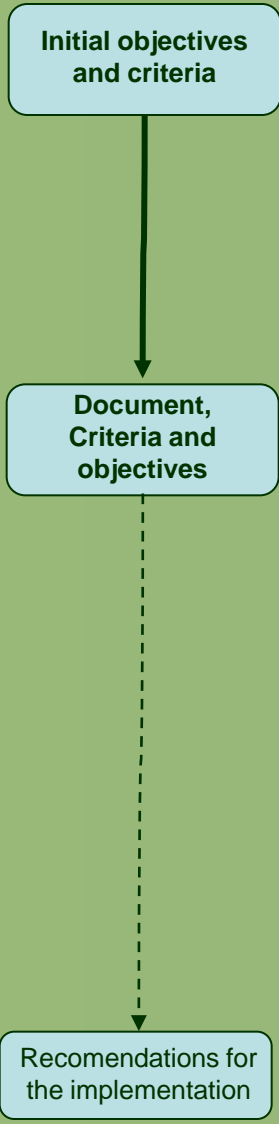 Initial objectives
and criteria
Document,
Criteria and
objectives
Recomendations for
the implementation